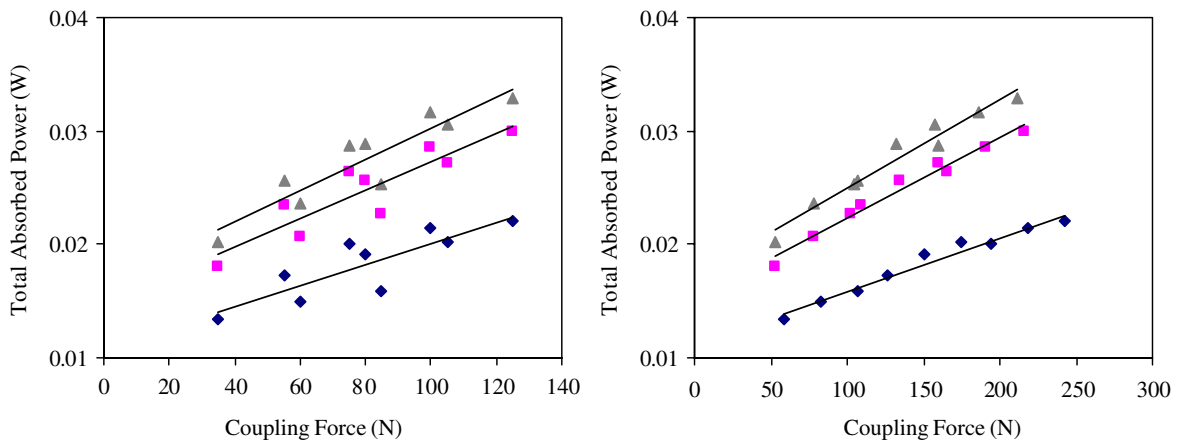 Total Absorbed Power (W)
0.04
0.03
0.02
0.01
0 20 40 60 80 100 120 140
Coupling Force (N)
Total Absorbed Power (W)
0.04
0.03
0.02
0.01
0 50 100 150 200 250 300
Coupling Force (N)